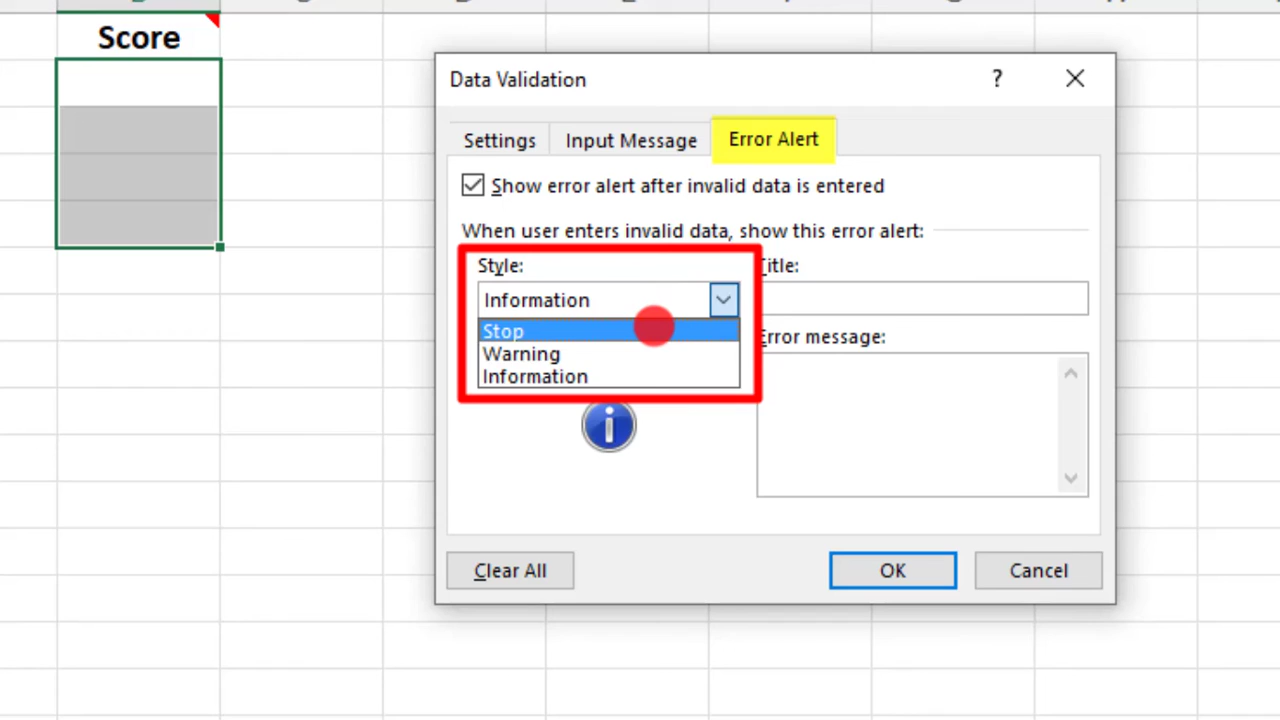 Score
Data Validation
?
Settings
Input Message
Error Alert
Show error alert after invalid data is entered
When user enters invalid data, show this error alert:
Style:
Title:
Information
Stop
Warning
Information
Error message:
Clear All
OK
Cancel